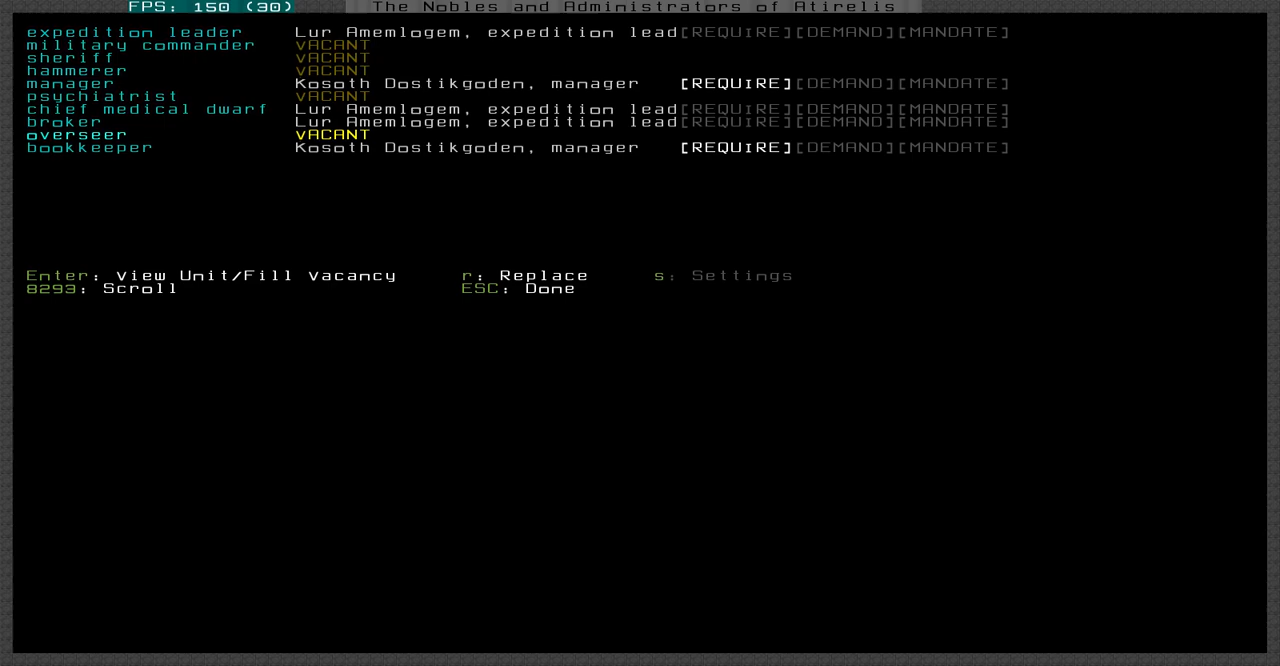 FPS: 150 (30) The Nobles and Administrators of Atirelis
expedition leader Lur Amemlogem, expedition lead[REQUIRE][DEMAND][MANDATE]
military commander VACANT
sheriff VACANT
hammerer VACANT
manager Kosoth Dostikgoden, manager [REQUIRE][DEMAND][MANDATE]
psychiatrist VACANT
chief medical dwarf Lur Amemlogem, expedition lead[REQUIRE][DEMAND][MANDATE]
broker Lur Amemlogem, expedition lead[REQUIRE][DEMAND][MANDATE]
overseer VACANT
bookkeeper Kosoth Dostikgoden, manager [REQUIRE][DEMAND][MANDATE]
Enter: View Unit/Fill Vacancy r: Replace s: Settings
8293: Scroll ESC: Done